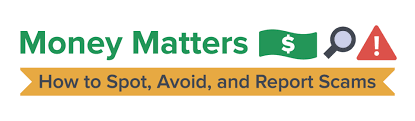 Money Matters $ !
How to Spot, Avoid, and Report Scams